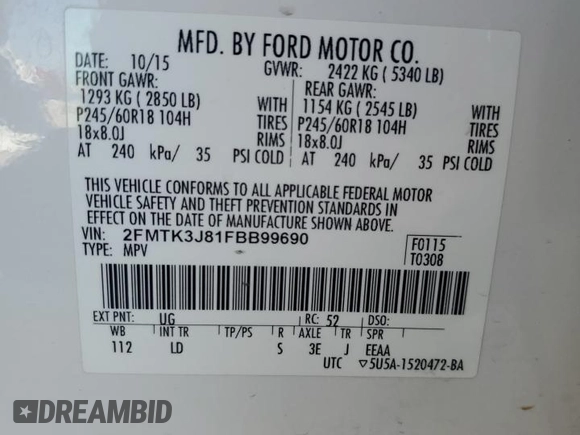 MFD. BY FORD MOTOR CO.
DATE: 10/15 GVWR: 2422 KG ( 5340 LB)
FRONT GAWR: REAR GAWR:
1293 KG ( 2850 LB) WITH 1154 KG ( 2545 LB) WITH
P245/60R18 104H TIRES P245/60R18 104H TIRES
18x8.0J RIMS 18x8.0J RIMS
AT 240 kPa/ 35 PSI COLD AT 240 kPa/ 35 PSI COLD
THIS VEHICLE CONFORMS TO ALL APPLICABLE FEDERAL MOTOR
VEHICLE SAFETY AND THEFT PREVENTION STANDARDS IN
EFFECT ON THE DATE OF MANUFACTURE SHOWN ABOVE.
VIN: 2FMTK3J81FBB99690 F0115
TYPE: MPV T0308
EXT PNT: UG RC: 52 DSO:
WB INT TR TP/PS R AXLE TR SPR
112 LD S 3E J EEAA
UTC ▽5U5A-1520472-BA
DREAMBID